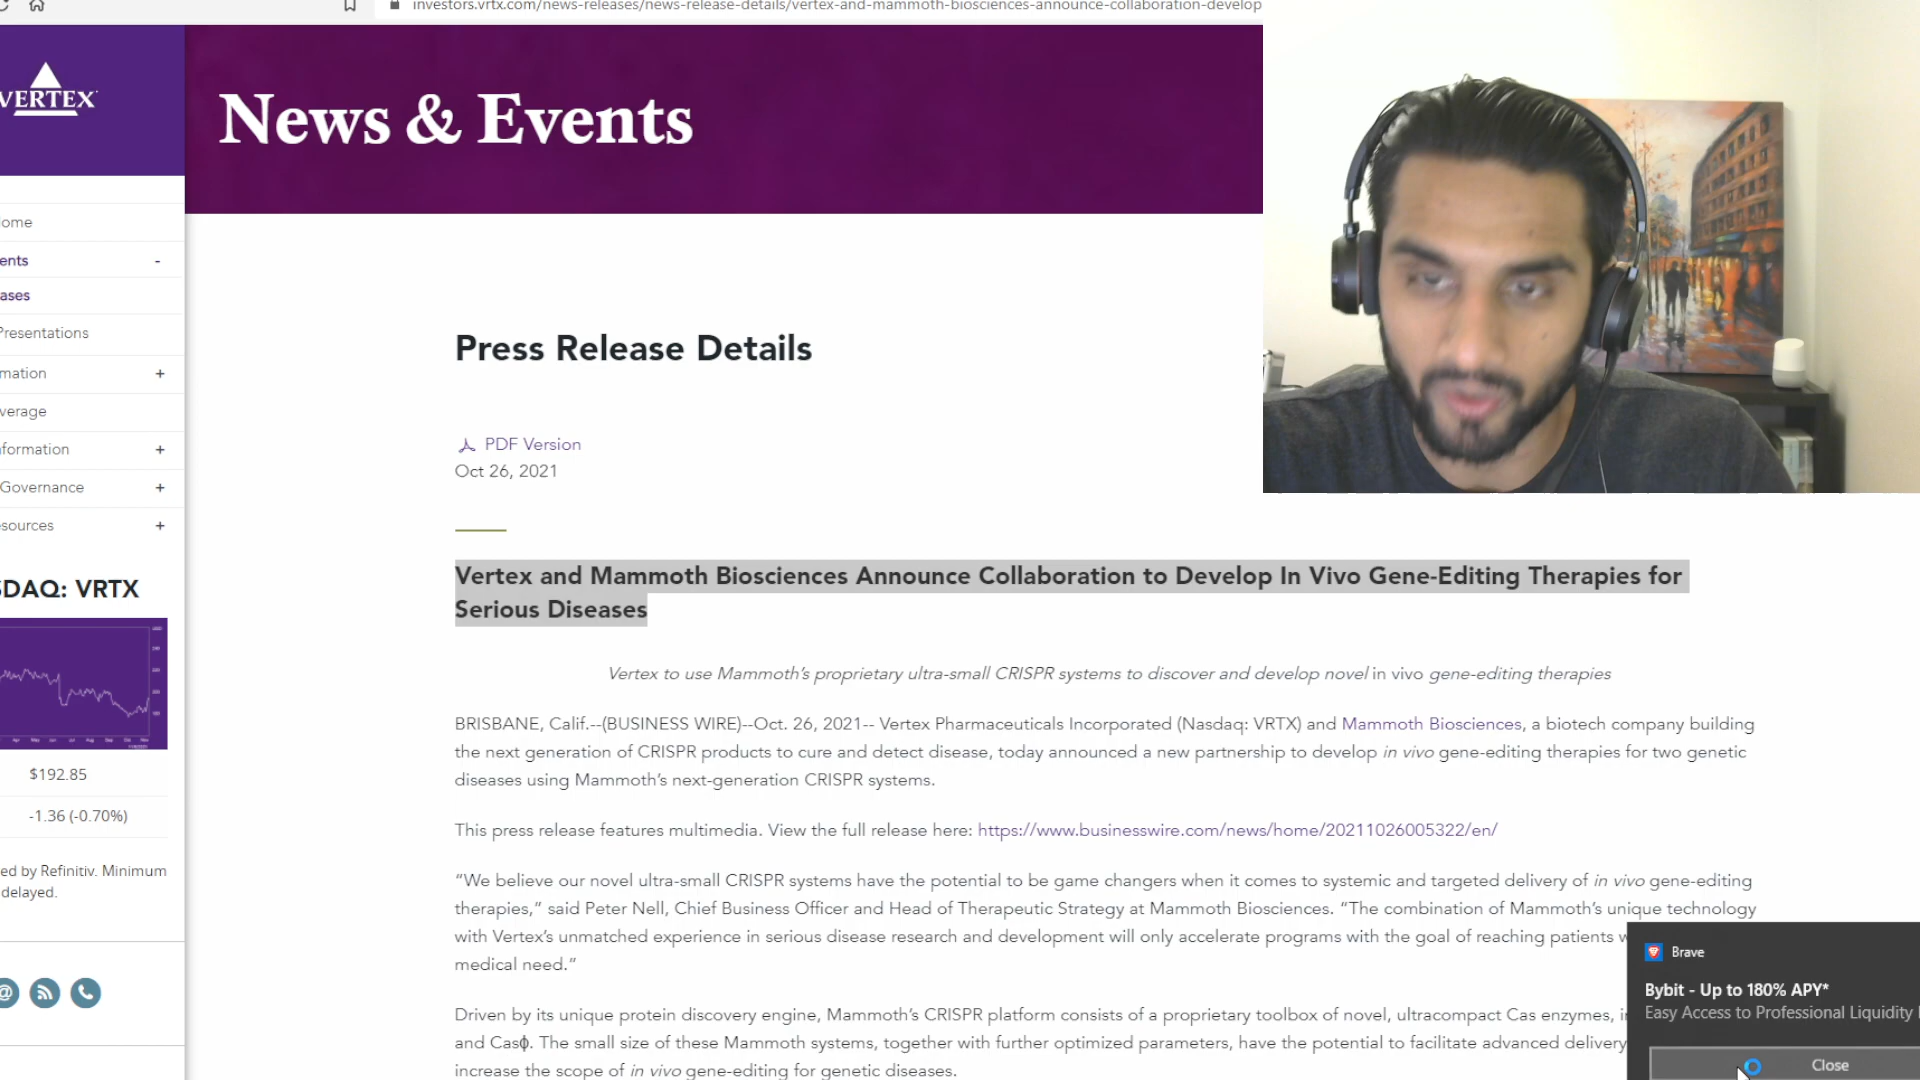 investors.vrtx.com/news-releases/news-release-details/vertex-and-mammoth-biosciences-announce-collaboration-develop
VERTEX
News & Events
ome
ents -
ases
Presentations
mation +
verage
formation +
Governance +
sources +
SDAQ: VRTX
$192.85
-1.36 (-0.70%)
ed by Refinitiv. Minimum
delayed.
Press Release Details
PDF Version
Oct 26, 2021
Vertex and Mammoth Biosciences Announce Collaboration to Develop In Vivo Gene-Editing Therapies for
Serious Diseases
Vertex to use Mammoth’s proprietary ultra-small CRISPR systems to discover and develop novel in vivo gene-editing therapies
BRISBANE, Calif.--(BUSINESS WIRE)--Oct. 26, 2021-- Vertex Pharmaceuticals Incorporated (Nasdaq: VRTX) and Mammoth Biosciences, a biotech company building
the next generation of CRISPR products to cure and detect disease, today announced a new partnership to develop in vivo gene-editing therapies for two genetic
diseases using Mammoth’s next-generation CRISPR systems.
This press release features multimedia. View the full release here: https://www.businesswire.com/news/home/20211026005322/en/
“We believe our novel ultra-small CRISPR systems have the potential to be game changers when it comes to systemic and targeted delivery of in vivo gene-editing
therapies,” said Peter Nell, Chief Business Officer and Head of Therapeutic Strategy at Mammoth Biosciences. “The combination of Mammoth’s unique technology
with Vertex’s unmatched experience in serious disease research and development will only accelerate programs with the goal of reaching patients
medical need.”
Driven by its unique protein discovery engine, Mammoth’s CRISPR platform consists of a proprietary toolbox of novel, ultracompact Cas enzymes,
and Casϕ. The small size of these Mammoth systems, together with further optimized parameters, have the potential to facilitate advanced delivery
increase the scope of in vivo gene-editing for genetic diseases.
Brave
Bybit - Up to 180% APY*
Easy Access to Professional Liquidity
Close